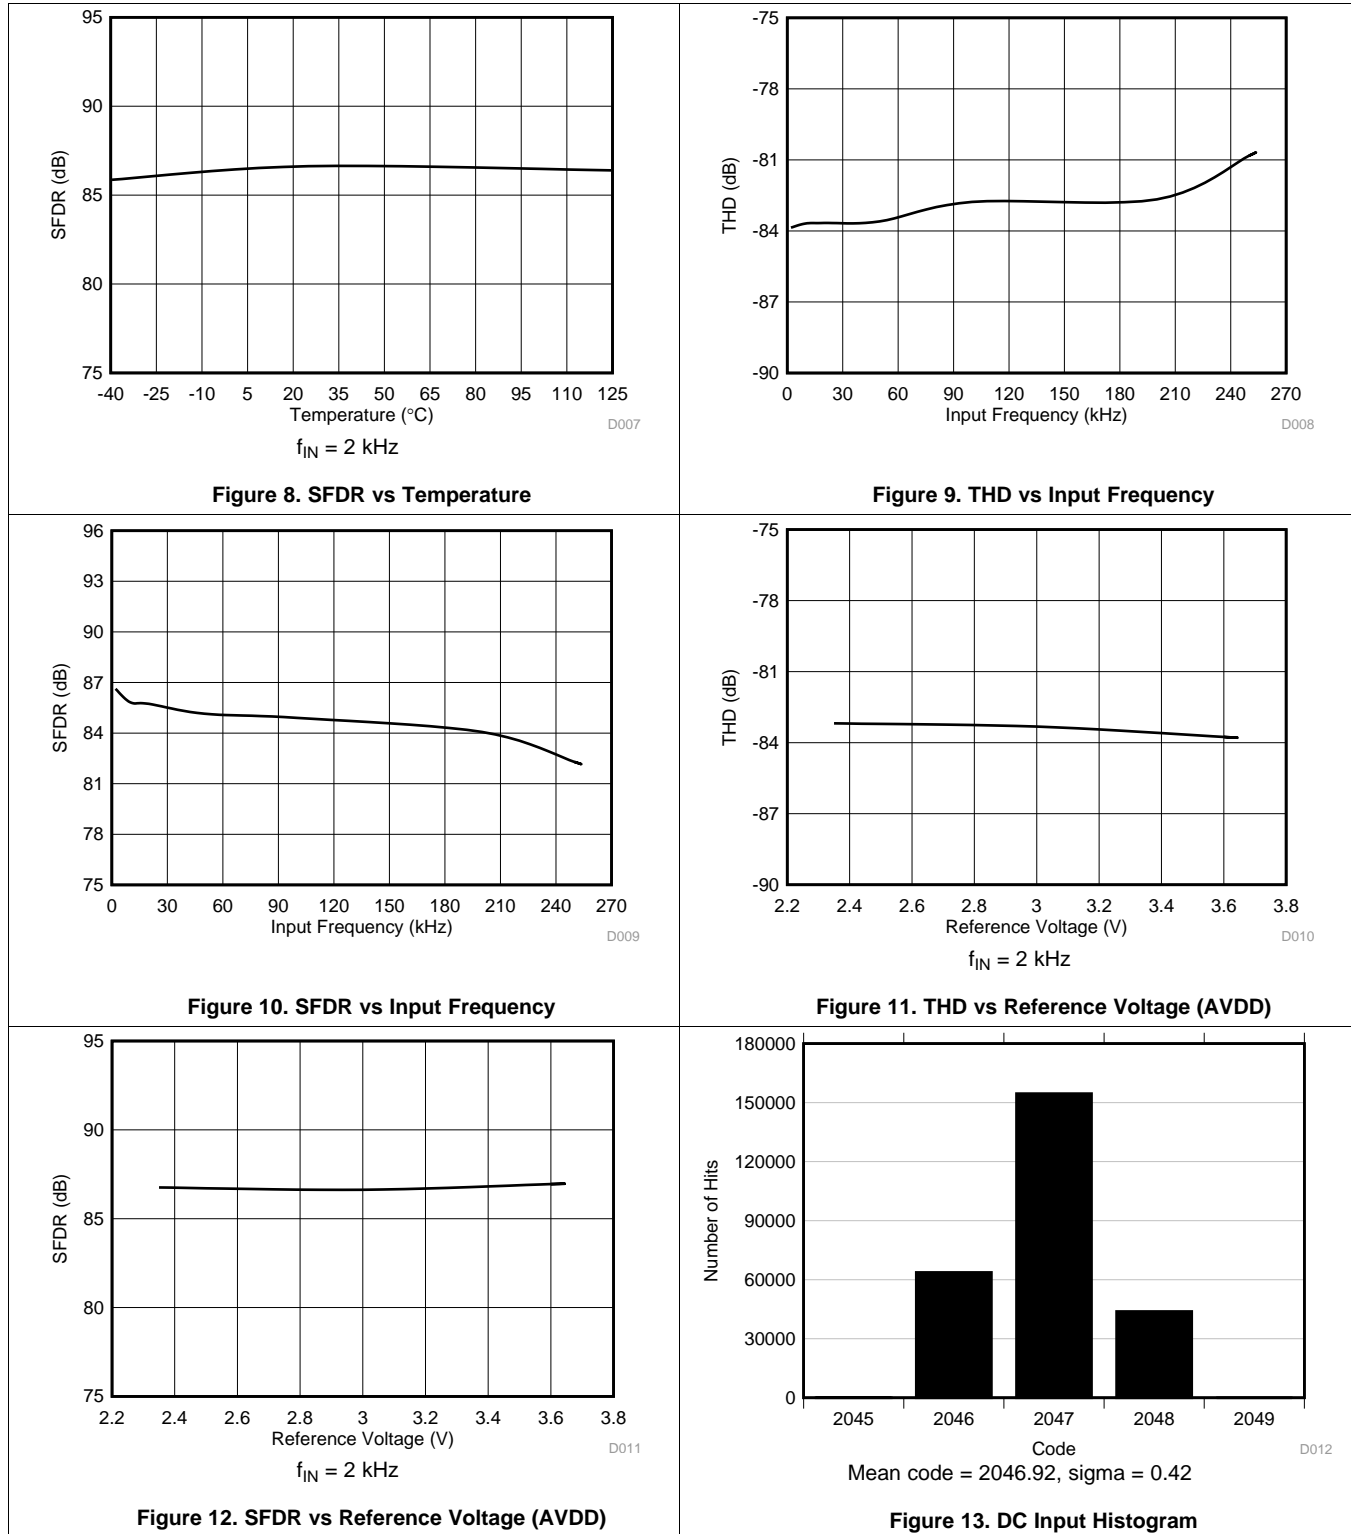 95
90
85
80
75
SFDR (dB)
-40 -25 -10 5 20 35 50 65 80 95 110 125
Temperature (°C)
D007
fIN = 2 kHz
Figure 8. SFDR vs Temperature
-75
-78
-81
-84
-87
-90
THD (dB)
0 30 60 90 120 150 180 210 240 270
Input Frequency (kHz)
D008
Figure 9. THD vs Input Frequency
96
93
90
87
84
81
78
75
SFDR (dB)
0 30 60 90 120 150 180 210 240 270
Input Frequency (kHz)
D009
Figure 10. SFDR vs Input Frequency
-75
-78
-81
-84
-87
-90
THD (dB)
2.2 2.4 2.6 2.8 3 3.2 3.4 3.6 3.8
Reference Voltage (V)
D010
fIN = 2 kHz
Figure 11. THD vs Reference Voltage (AVDD)
95
90
85
80
75
SFDR (dB)
2.2 2.4 2.6 2.8 3 3.2 3.4 3.6 3.8
Reference Voltage (V)
D011
fIN = 2 kHz
Figure 12. SFDR vs Reference Voltage (AVDD)
180000
150000
120000
90000
60000
30000
0
Number of Hits
2045 2046 2047 2048 2049
Code
D012
Mean code = 2046.92, sigma = 0.42
Figure 13. DC Input Histogram